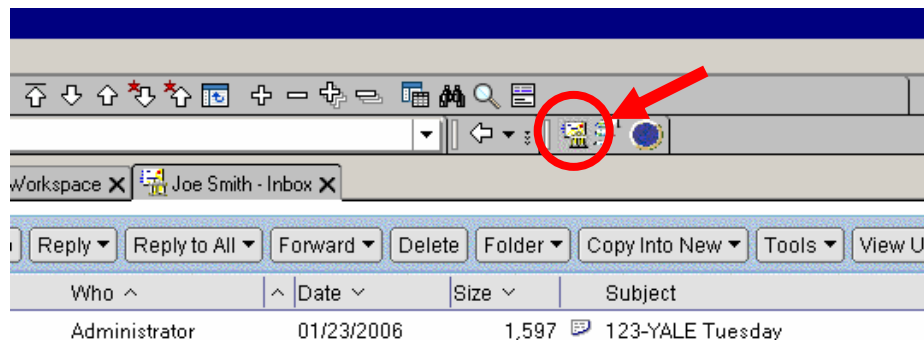 Workspace Joe Smith - Inbox
Reply Reply to All Forward Delete Folder Copy Into New Tools View U
Who Date Size Subject
Administrator 01/23/2006 1,597 123-YALE Tuesday